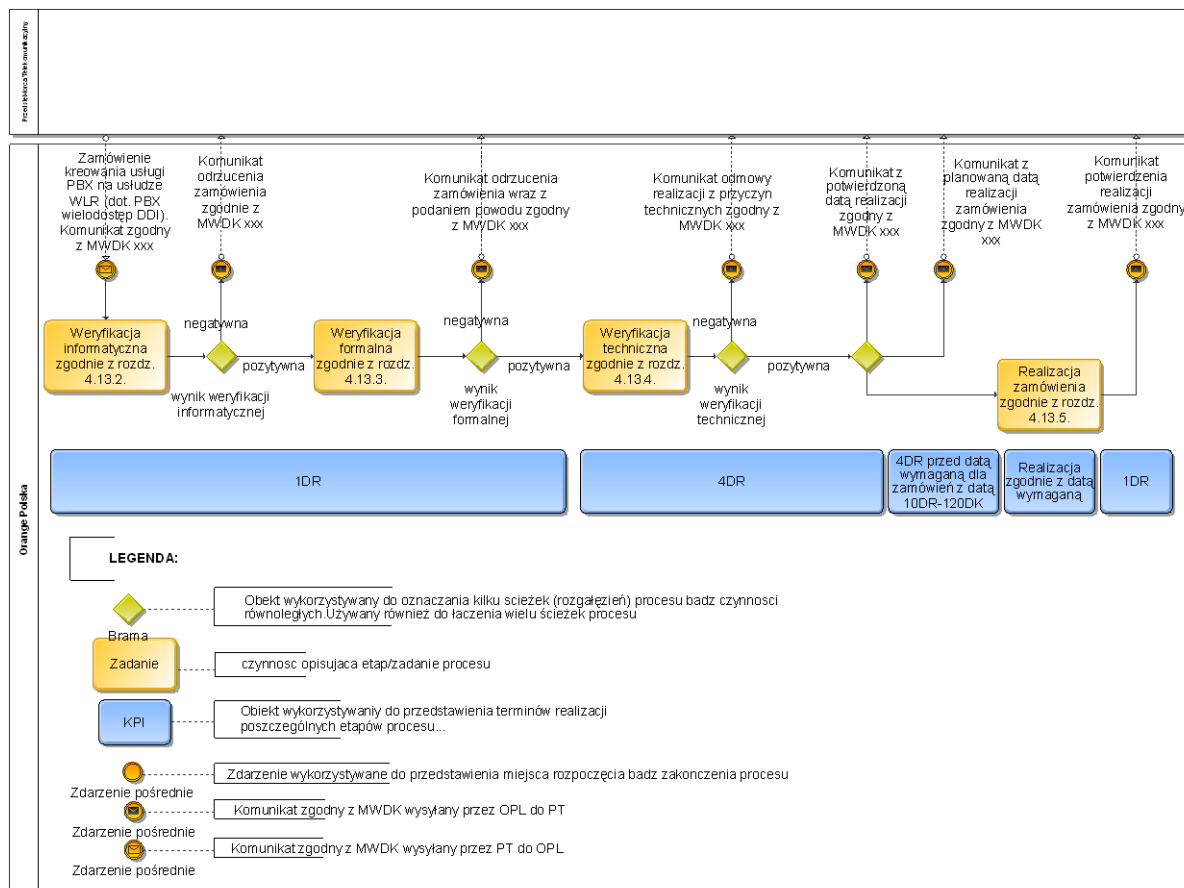 Przedsiębiorca Telekomunikacyjny
Orange Polska
Zamówienie
kreowania usługi
PBX na usłudze
WLR (dot. PBX
wielodostęp DDI).
Komunikat zgodny
z MWDK xxx
Komunikat
odrzucenia
zamówienia
zgodnie z
MWDK xxx
Komunikat odrzucenia
zamówienia wraz z
podaniem powodu zgodny
z MWDK xxx
Komunikat odmowy
realizacji z przyczyn
technicznych zgodny z
MWDK xxx
Komunikat z
potwierdzoną
datą realizacji
zgodny z
MWDK xxx
Komunikat z
planowaną datą
realizacji
zamówienia
zgodny z MWDK
xxx
Komunikat
potwierdzenia
realizacji
zamówienia zgodny
z MWDK xxx
Weryfikacja
informatyczna
zgodnie z rozdz.
4.13.2.
negatywna
pozytywna
wynik weryfikacji
informatycznej
Weryfikacja
formalna
zgodnie z rozdz.
4.13.3.
negatywna
pozytywna
wynik
weryfikacji
formalnej
Weryfikacja
techniczna
zgodnie z rozdz.
4.13.4.
negatywna
pozytywna
wynik
weryfikacji
technicznej
Realizacja
zamówienia
zgodnie z rozdz.
4.13.5.
1DR
4DR
4DR przed datą
wymaganą dla
zamówień z datą
10DR-120DK
Realizacja
zgodnie z datą
wymaganą
1DR
LEGENDA:
Brama
Obekt wykorzystywany do oznaczania kilku scieżek (rozgałęzień) procesu badz czynnosci
równoległych.Używany również do łaczenia wielu ścieżek procesu
Zadanie
czynnosc opisujaca etap/zadanie procesu
KPI
Obiekt wykorzystywaniy do przedstawienia terminów realizacji
poszczególnych etapów procesu...
Zdarzenie pośrednie
Zdarzenie wykorzystywane do przedstawienia miejsca rozpoczęcia badz zakonczenia procesu
Zdarzenie pośrednie
Komunikat zgodny z MWDK wysyłany przez OPL do PT
Zdarzenie pośrednie
Komunikat zgodny z MWDK wysyłany przez PT do OPL